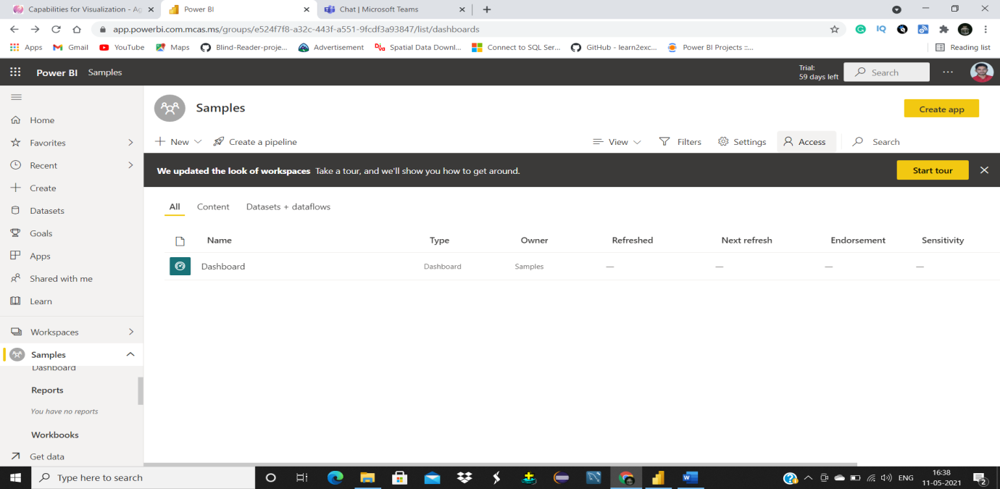 Capabilities for Visualization - Ag
Power BI
Chat | Microsoft Teams
app.powerbi.com.mcas.ms/groups/e524f7f8-a32c-443f-a551-9fcdf3a93847/list/dashboards
Apps Gmail YouTube Maps Blind-Reader-proje... Advertisement Spatial Data Downl... Connect to SQL Ser... GitHub - learn2exc... Power BI Projects ::... Reading list
Power BI Samples
Trial:
59 days left
Search
Samples
Create app
New
Create a pipeline
View
Filters
Settings
Access
Search
We updated the look of workspaces Take a tour, and we'll show you how to get around.
Start tour
All Content Datasets + dataflows
Name Type Owner Refreshed Next refresh Endorsement Sensitivity
Dashboard Dashboard Samples — — — —
Home
Favorites
Recent
Create
Datasets
Goals
Apps
Shared with me
Learn
Workspaces
Samples
Dashboard
Reports
You have no reports
Workbooks
Get data
Type here to search
ENG
16:38
11-05-2021
2